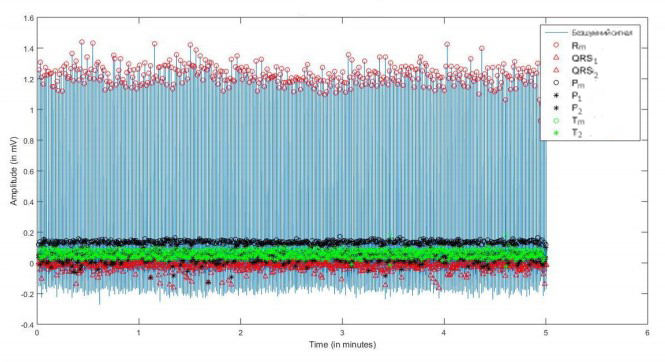 1.6
1.4
1.2
1
0.8
0.6
0.4
0.2
0
-0.2
-0.4
Amplitude (in mV)
0 1 2 3 4 5 6
Time (in minutes)
Безшумний сигнал
Rm
QRS1
QRS2
Pm
P1
P2
Tm
T2